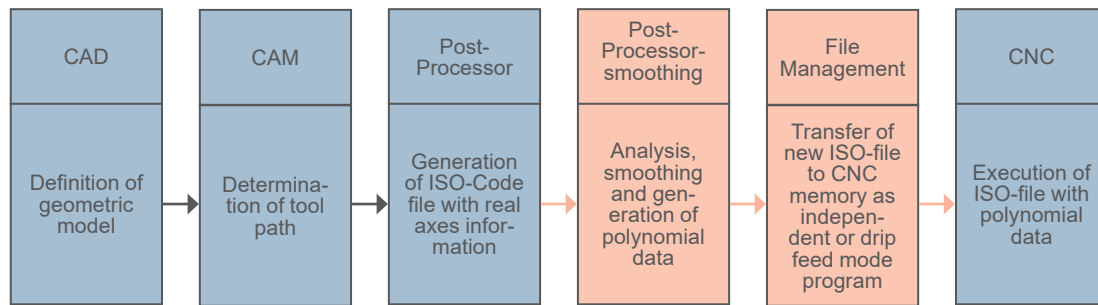 CAD
Definition of
geometric
model
CAM
Determina-
tion of tool
path
Post-
Processor
Generation
of ISO-Code
file with real
axes infor-
mation
Post-
Processor-
smoothing
Analysis,
smoothing
and gen-
eration of
polynomial
data
File
Management
Transfer of
new ISO-file
to CNC
memory as
indepen-
dent or drip
feed mode
program
CNC
Execution of
ISO-file with
polynomial
data